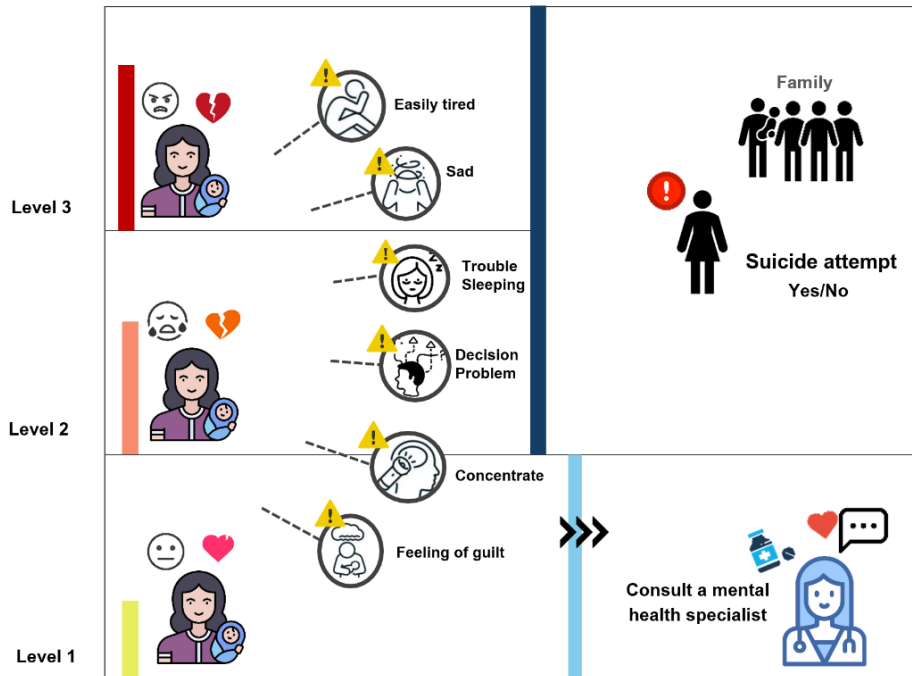 Family
Easily tired
Sad
Level 3
Suicide attempt
Yes/No
Trouble
Sleeping
Decision
Problem
Level 2
Concentrate
Feeling of guilt
Consult a mental
health specialist
Level 1